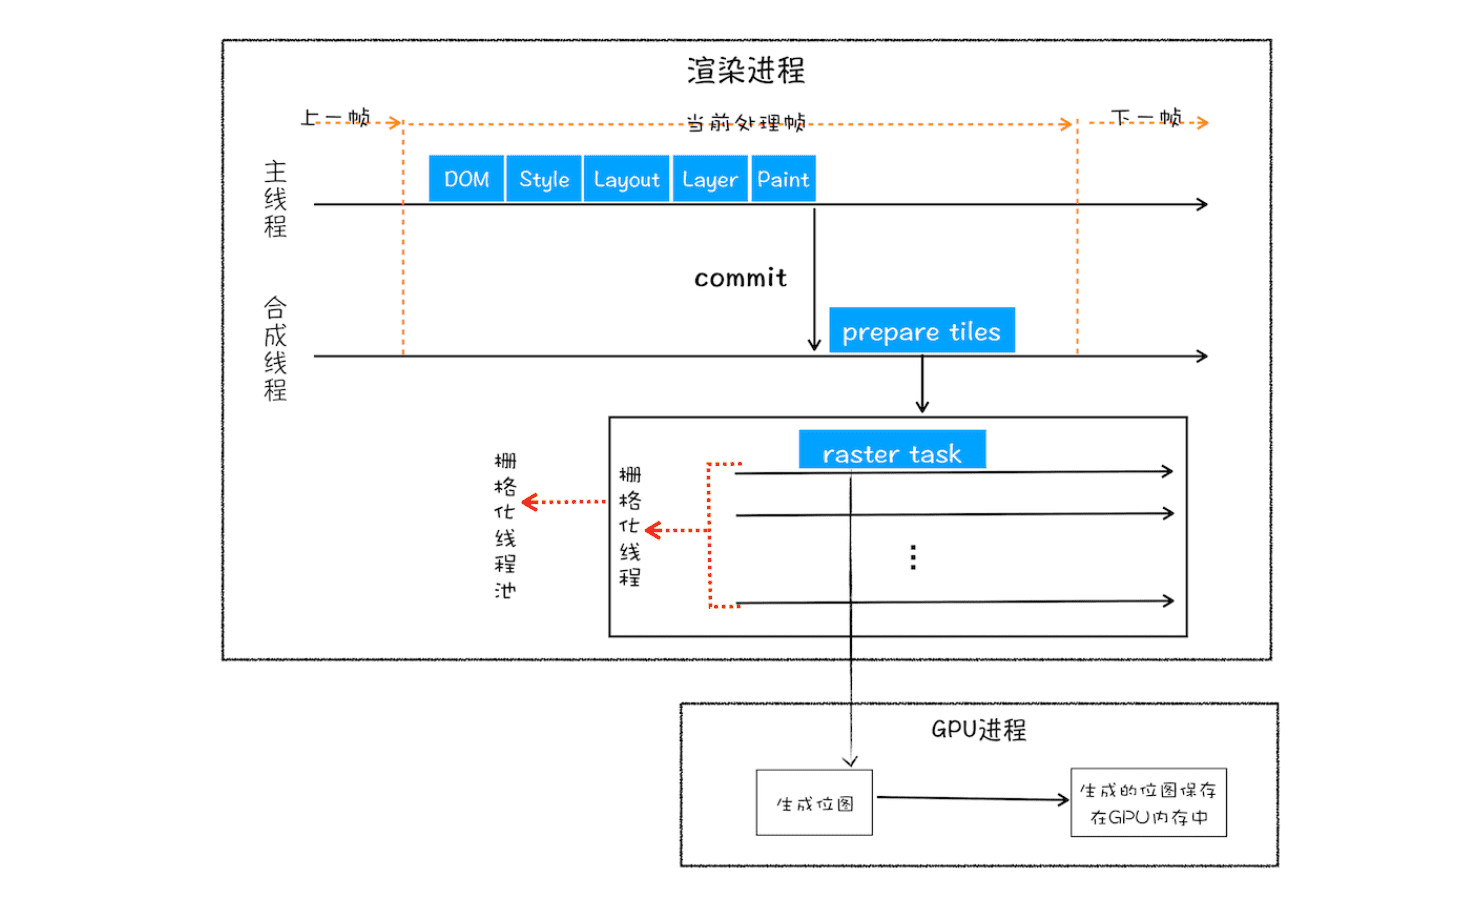 渲染进程
上一帧
当前处理帧
下一帧
主线程
DOM
Style
Layout
Layer
Paint
commit
合成线程
prepare tiles
栅格化线程池
栅格化线程
raster task
GPU进程
生成位图
生成的位图保存
在GPU内存中